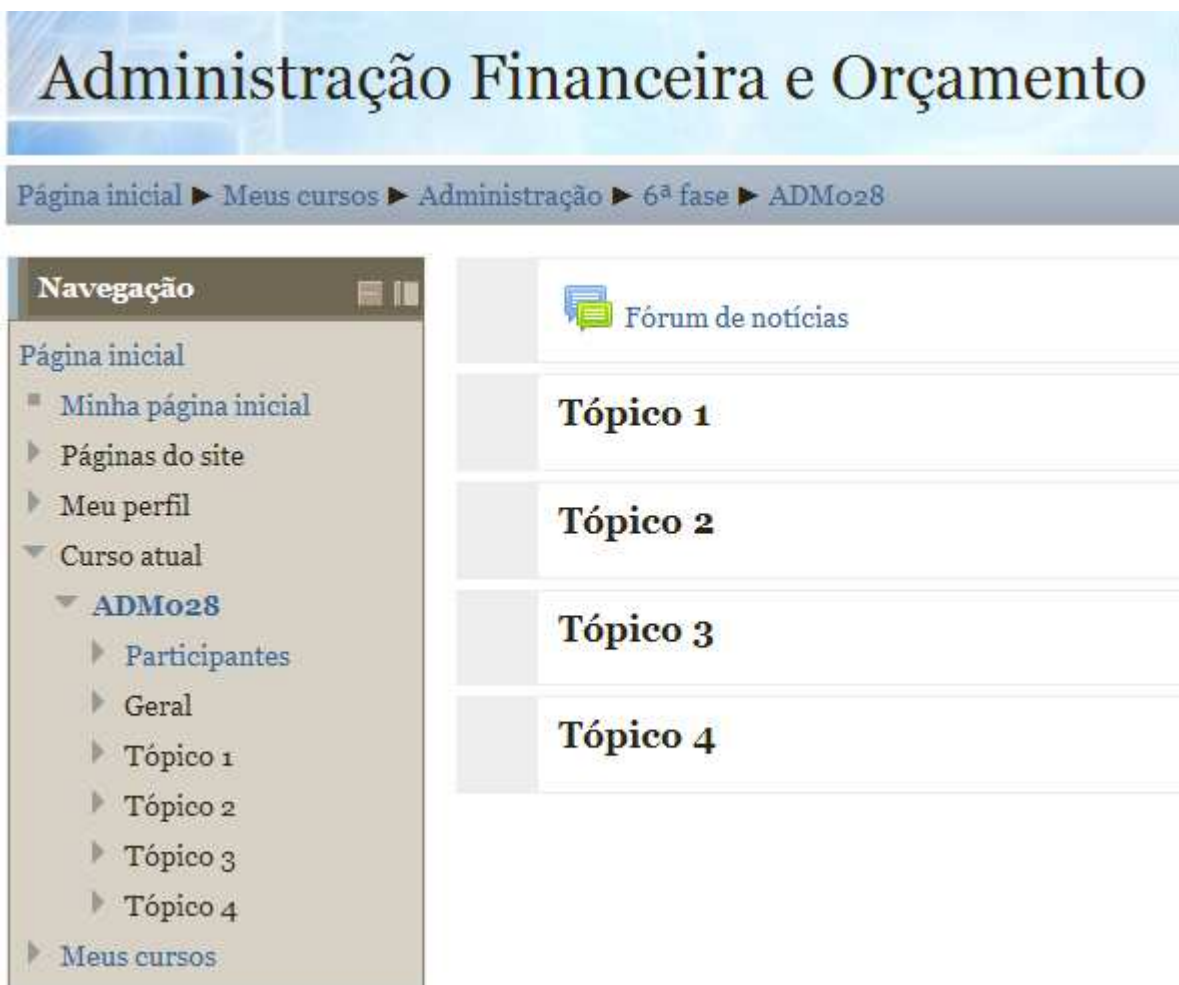 Administração Financeira e Orçamento
Página inicial ► Meus cursos ► Administração ► 6ª fase ► ADM028
Navegação
Página inicial
Minha página inicial
Páginas do site
Meu perfil
Curso atual
ADM028
Participantes
Geral
Tópico 1
Tópico 2
Tópico 3
Tópico 4
Meus cursos
Fórum de notícias
Tópico 1
Tópico 2
Tópico 3
Tópico 4